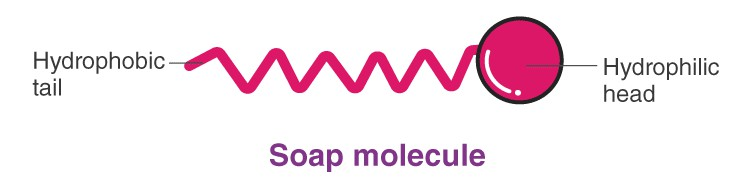 Hydrophobic
tail
Hydrophilic
head
Soap molecule